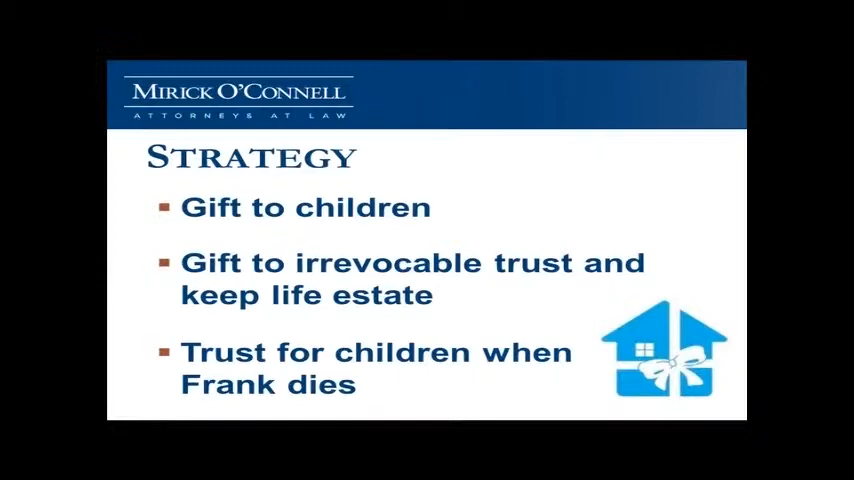 MIRICK O'CONNELL
ATTORNEYS AT LAW
STRATEGY
Gift to children
Gift to irrevocable trust and
keep life estate
Trust for children when
Frank dies